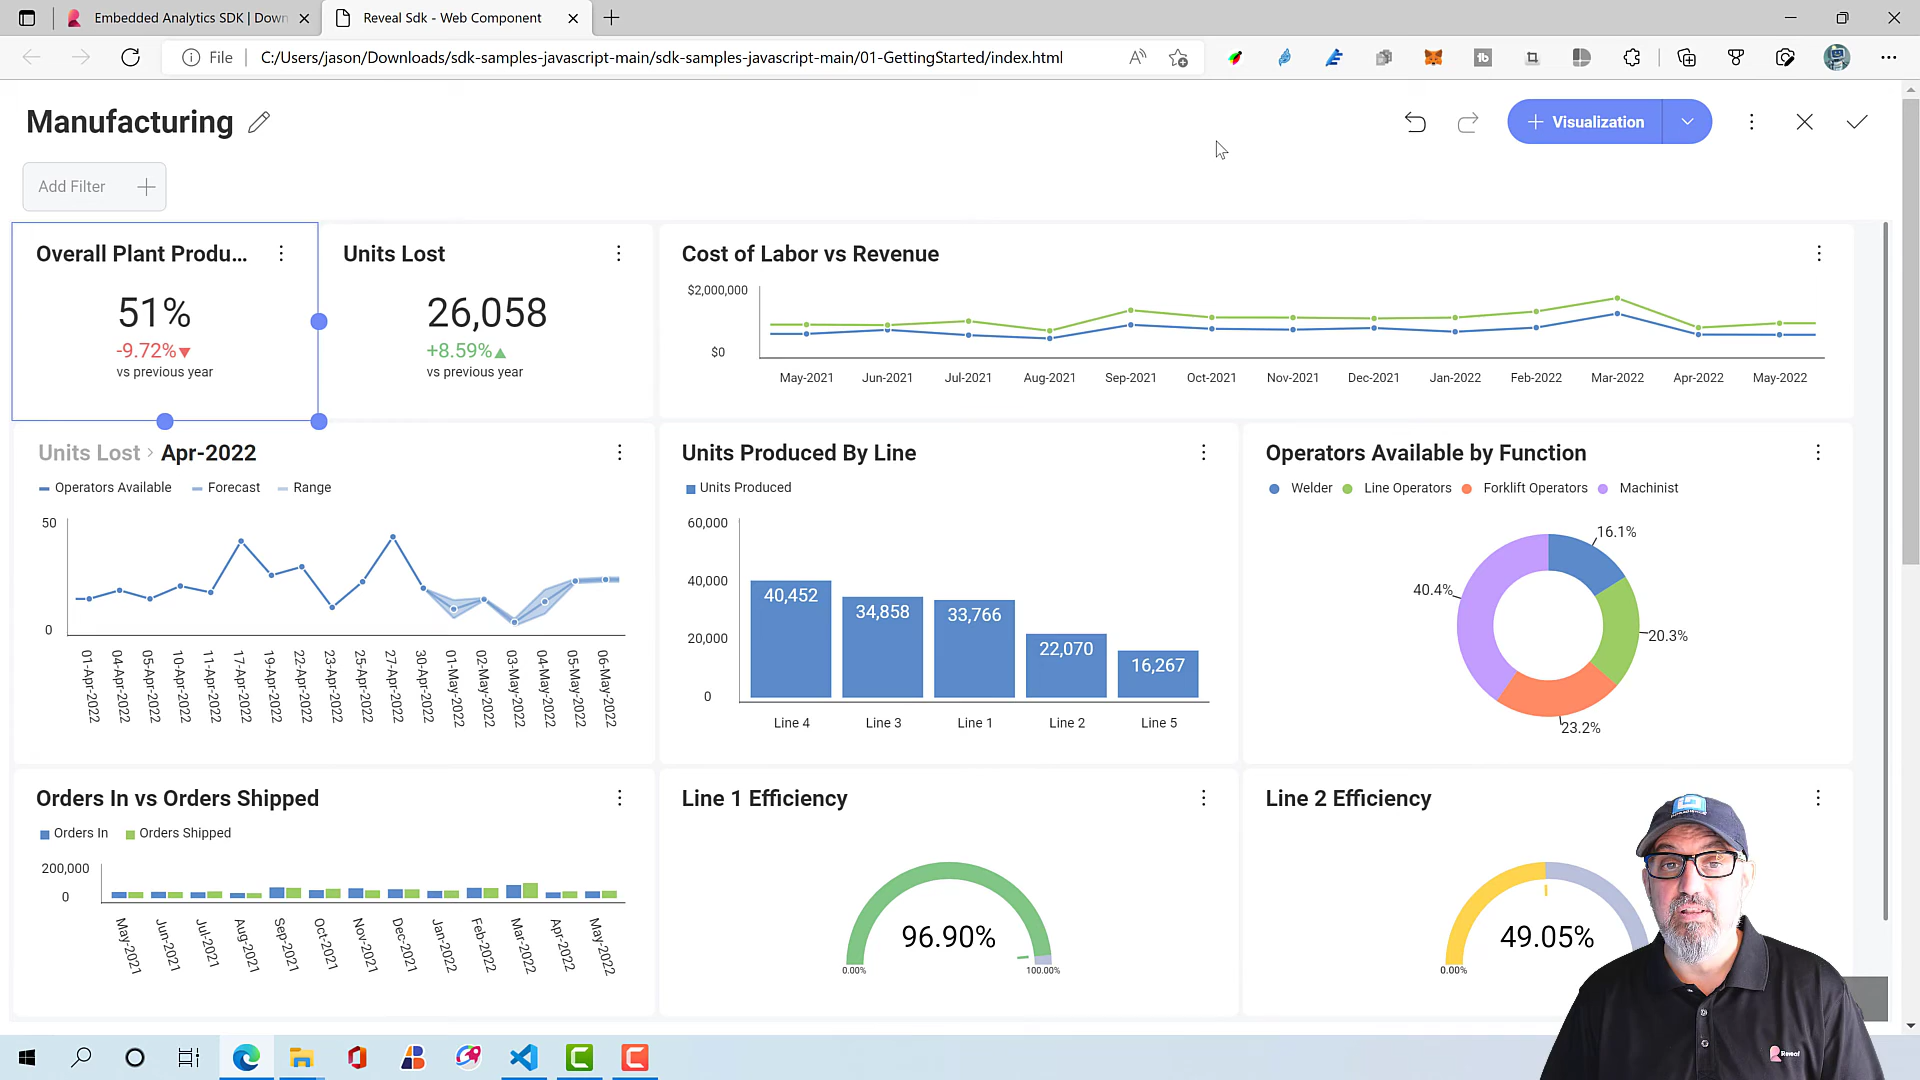 Embedded Analytics SDK | Down
Reveal Sdk - Web Component
File
C:/Users/jason/Downloads/sdk-samples-javascript-main/sdk-samples-javascript-main/01-GettingStarted/index.html
Manufacturing
+ Visualization
Add Filter
Overall Plant Produ...
51%
-9.72%
vs previous year
Units Lost
26,058
+8.59%
vs previous year
Cost of Labor vs Revenue
$2,000,000
$0
May-2021 Jun-2021 Jul-2021 Aug-2021 Sep-2021 Oct-2021 Nov-2021 Dec-2021 Jan-2022 Feb-2022 Mar-2022 Apr-2022 May-2022
Units Lost > Apr-2022
Operators Available Forecast Range
50
0
01-Apr-2022 04-Apr-2022 05-Apr-2022 10-Apr-2022 11-Apr-2022 17-Apr-2022 19-Apr-2022 22-Apr-2022 23-Apr-2022 25-Apr-2022 27-Apr-2022 30-Apr-2022 01-May-2022 02-May-2022 03-May-2022 04-May-2022 05-May-2022 06-May-2022
Units Produced By Line
Units Produced
60,000
40,000
20,000
0
40,452 34,858 33,766 22,070 16,267
Line 4 Line 3 Line 1 Line 2 Line 5
Operators Available by Function
Welder Line Operators Forklift Operators Machinist
16.1%
40.4%
20.3%
23.2%
Orders In vs Orders Shipped
Orders In Orders Shipped
200,000
0
May-2021 Jun-2021 Jul-2021 Aug-2021 Sep-2021 Oct-2021 Nov-2021 Dec-2021 Jan-2022 Feb-2022 Mar-2022 Apr-2022 May-2022
Line 1 Efficiency
96.90%
0.00% 100.00%
Line 2 Efficiency
49.05%
0.00%
Reveal